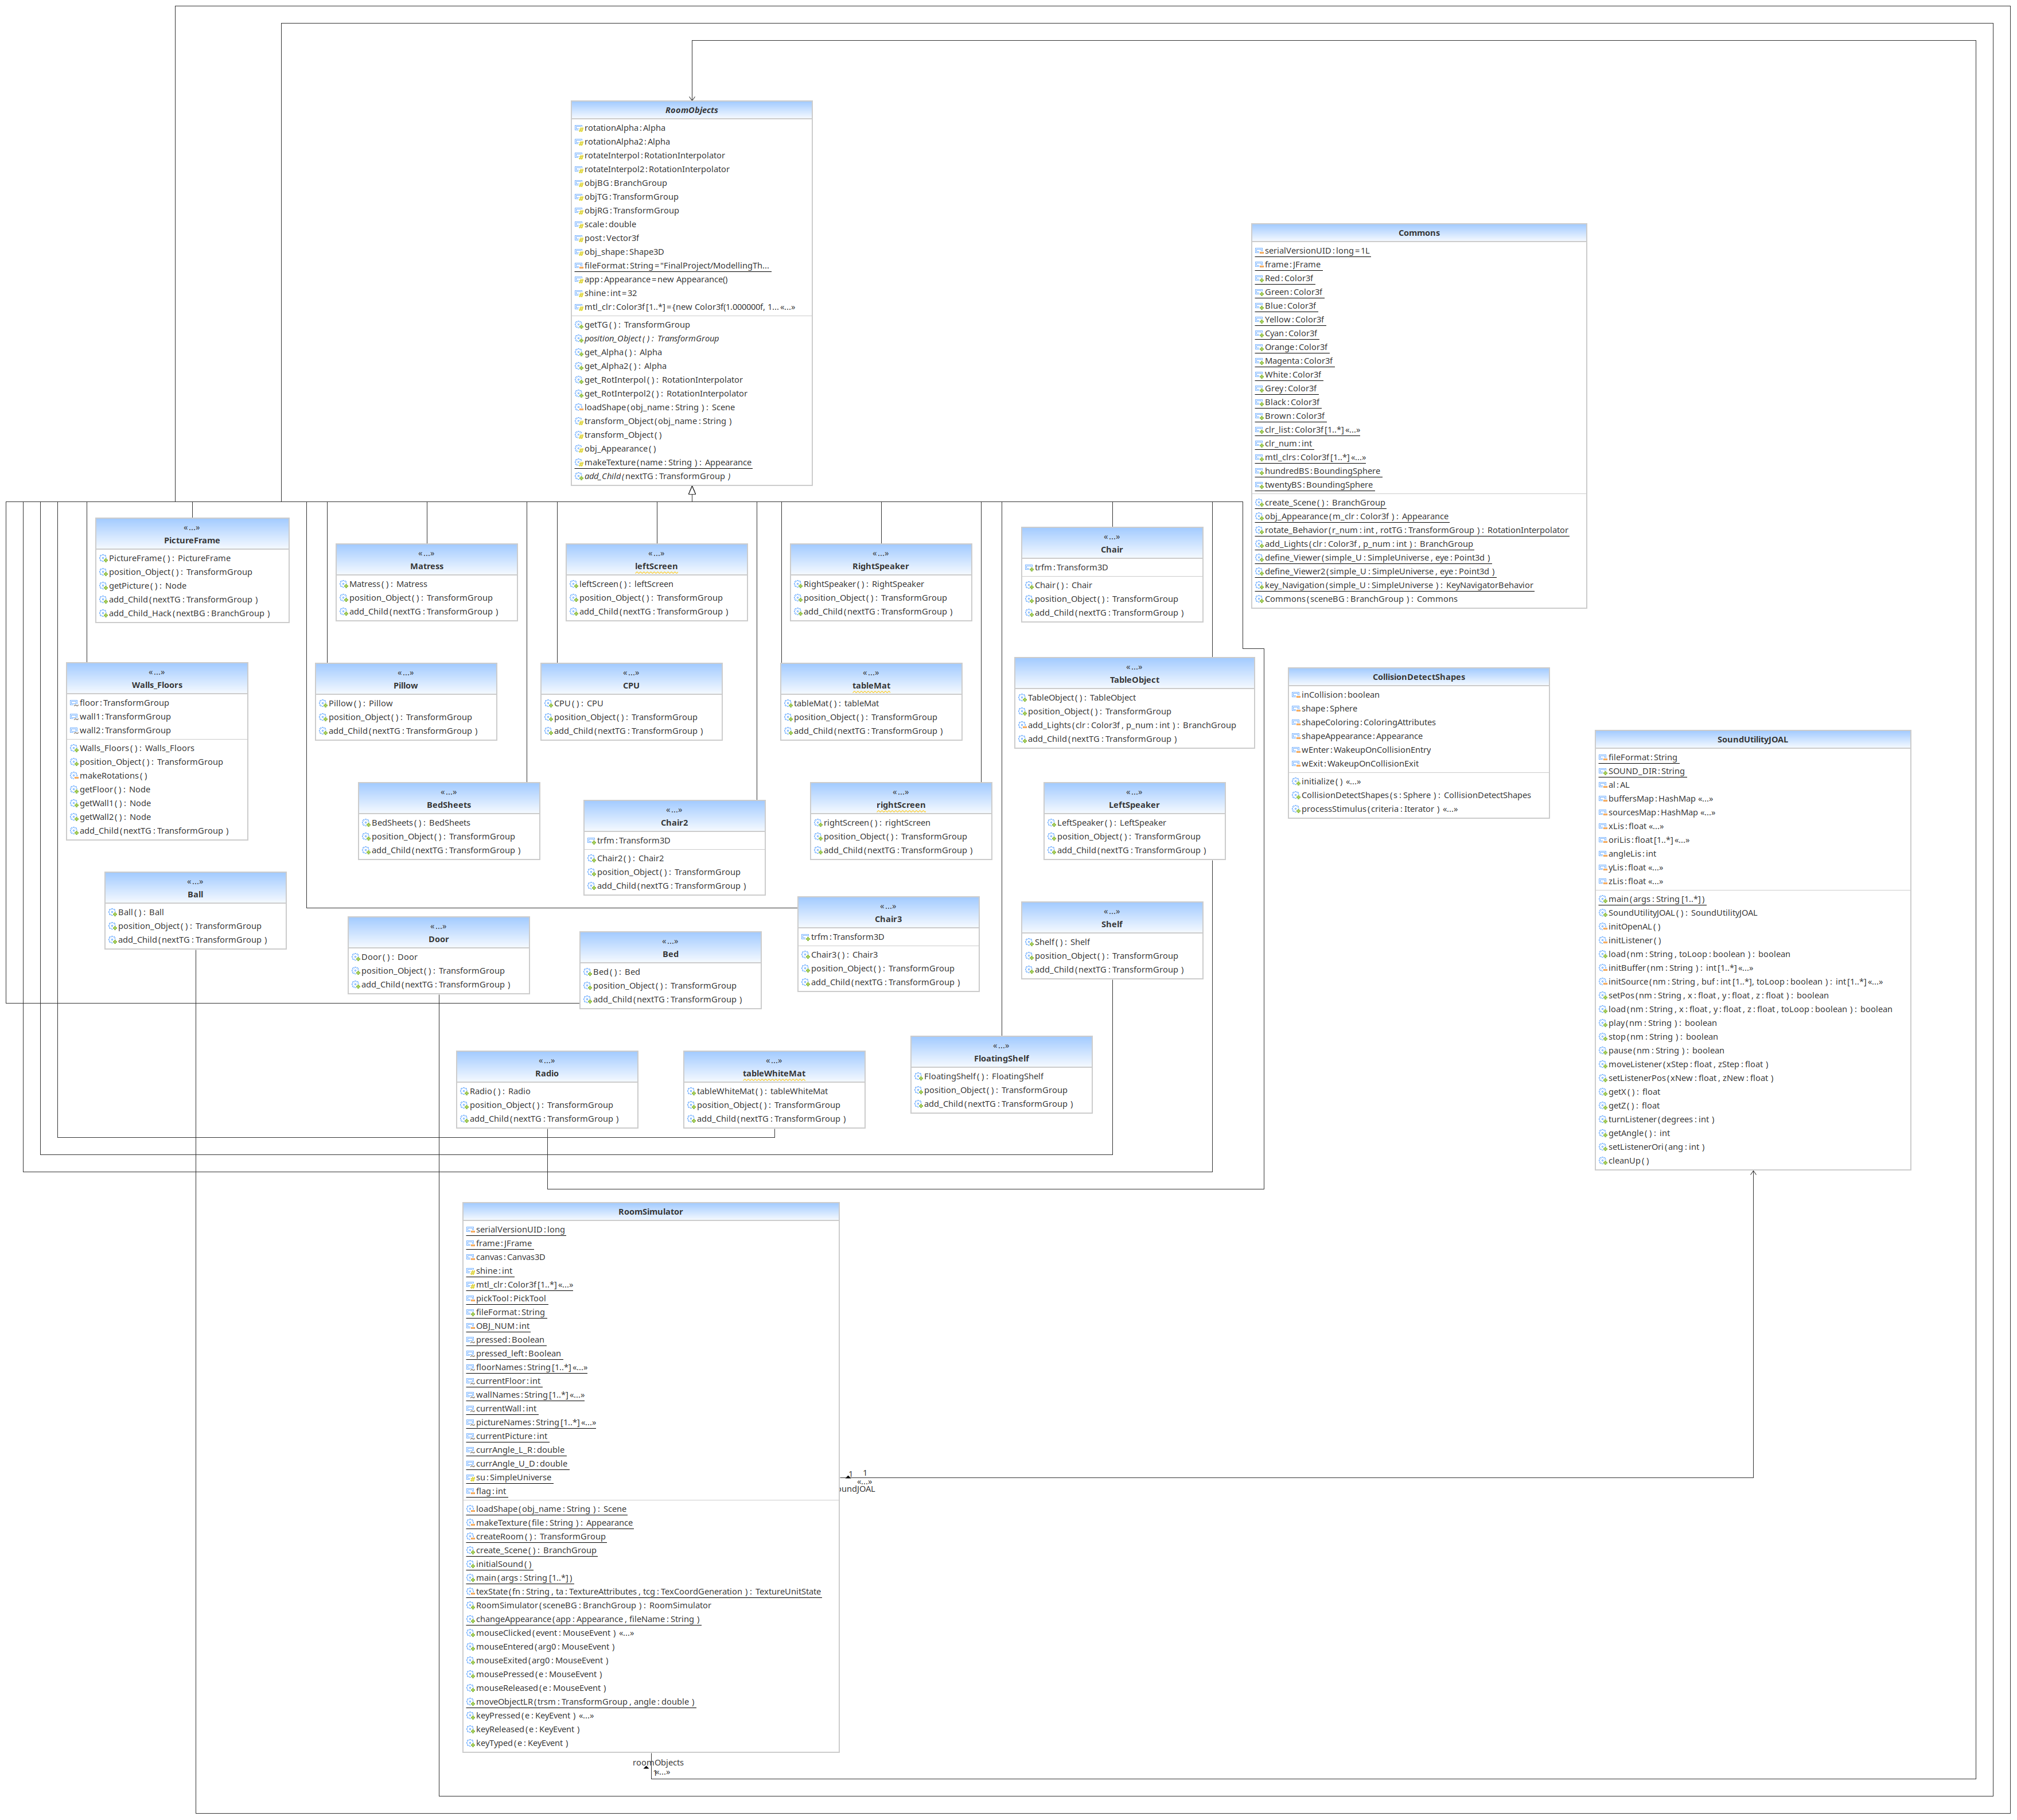 RoomObjects
rotationAlpha : Alpha
rotationAlpha2 : Alpha
rotateInterpol : RotationInterpolator
rotateInterpol2 : RotationInterpolator
objBG : BranchGroup
objTG : TransformGroup
objRG : TransformGroup
scale : double
post : Vector3f
obj_shape : Shape3D
fileFormat : String = "FinalProject/ModellingTh...
app : Appearance = new Appearance()
shine : int = 32
mtl_clr : Color3f [1..*] = {new Color3f(1.000000f, 1... «...»
getTG ( ) : TransformGroup
position_Object ( ) : TransformGroup
get_Alpha ( ) : Alpha
get_Alpha2 ( ) : Alpha
get_RotInterpol ( ) : RotationInterpolator
get_RotInterpol2 ( ) : RotationInterpolator
loadShape ( obj_name : String ) : Scene
transform_Object ( obj_name : String )
transform_Object ( )
obj_Appearance ( )
makeTexture ( name : String ) : Appearance
add_Child ( nextTG : TransformGroup )
Commons
serialVersionUID : long = 1L
frame : JFrame
Red : Color3f
Green : Color3f
Blue : Color3f
Yellow : Color3f
Cyan : Color3f
Orange : Color3f
Magenta : Color3f
White : Color3f
Grey : Color3f
Black : Color3f
Brown : Color3f
clr_list : Color3f [1..*] «...»
clr_num : int
mtl_clrs : Color3f [1..*] «...»
hundredBS : BoundingSphere
twentyBS : BoundingSphere
create_Scene ( ) : BranchGroup
obj_Appearance ( m_clr : Color3f ) : Appearance
rotate_Behavior ( r_num : int , rotTG : TransformGroup ) : RotationInterpolator
add_Lights ( clr : Color3f , p_num : int ) : BranchGroup
define_Viewer ( simple_U : SimpleUniverse , eye : Point3d )
define_Viewer2 ( simple_U : SimpleUniverse , eye : Point3d )
key_Navigation ( simple_U : SimpleUniverse ) : KeyNavigatorBehavior
Commons ( sceneBG : BranchGroup ) : Commons
«...»
PictureFrame
PictureFrame ( ) : PictureFrame
position_Object ( ) : TransformGroup
getPicture ( ) : Node
add_Child ( nextTG : TransformGroup )
add_Child_Hack ( nextBG : BranchGroup )
«...»
Matress
Matress ( ) : Matress
position_Object ( ) : TransformGroup
add_Child ( nextTG : TransformGroup )
«...»
leftScreen
leftScreen ( ) : leftScreen
position_Object ( ) : TransformGroup
add_Child ( nextTG : TransformGroup )
«...»
RightSpeaker
RightSpeaker ( ) : RightSpeaker
position_Object ( ) : TransformGroup
add_Child ( nextTG : TransformGroup )
«...»
Chair
trfm : Transform3D
Chair ( ) : Chair
position_Object ( ) : TransformGroup
add_Child ( nextTG : TransformGroup )
«...»
Walls_Floors
floor : TransformGroup
wall1 : TransformGroup
wall2 : TransformGroup
Walls_Floors ( ) : Walls_Floors
position_Object ( ) : TransformGroup
makeRotations ( )
getFloor ( ) : Node
getWall1 ( ) : Node
getWall2 ( ) : Node
add_Child ( nextTG : TransformGroup )
«...»
Pillow
Pillow ( ) : Pillow
position_Object ( ) : TransformGroup
add_Child ( nextTG : TransformGroup )
«...»
CPU
CPU ( ) : CPU
position_Object ( ) : TransformGroup
add_Child ( nextTG : TransformGroup )
«...»
tableMat
tableMat ( ) : tableMat
position_Object ( ) : TransformGroup
add_Child ( nextTG : TransformGroup )
«...»
TableObject
TableObject ( ) : TableObject
position_Object ( ) : TransformGroup
add_Lights ( clr : Color3f , p_num : int ) : BranchGroup
add_Child ( nextTG : TransformGroup )
CollisionDetectShapes
inCollision : boolean
shape : Sphere
shapeColoring : ColoringAttributes
shapeAppearance : Appearance
wEnter : WakeupOnCollisionEntry
wExit : WakeupOnCollisionExit
initialize ( ) «...»
CollisionDetectShapes ( s : Sphere ) : CollisionDetectShapes
processStimulus ( criteria : Iterator ) «...»
SoundUtilityJOAL
fileFormat : String
SOUND_DIR : String
al : AL
buffersMap : HashMap «...»
sourcesMap : HashMap «...»
xLis : float «...»
oriLis : float [1..*] «...»
angleLis : int
yLis : float «...»
zLis : float «...»
main ( args : String [1..*] )
SoundUtilityJOAL ( ) : SoundUtilityJOAL
initOpenAL ( )
initListener ( )
load ( nm : String , toLoop : boolean ) : boolean
initBuffer ( nm : String ) : int [1..*] «...»
initSource ( nm : String , buf : int [1..*], toLoop : boolean ) : int [1..*] «...»
setPos ( nm : String , x : float , y : float , z : float ) : boolean
load ( nm : String , x : float , y : float , z : float , toLoop : boolean ) : boolean
play ( nm : String ) : boolean
stop ( nm : String ) : boolean
pause ( nm : String ) : boolean
moveListener ( xStep : float , zStep : float )
setListenerPos ( xNew : float , zNew : float )
getX ( ) : float
getZ ( ) : float
turnListener ( degrees : int )
getAngle ( ) : int
setListenerOri ( ang : int )
cleanUp ( )
«...»
BedSheets
BedSheets ( ) : BedSheets
position_Object ( ) : TransformGroup
add_Child ( nextTG : TransformGroup )
«...»
Chair2
trfm : Transform3D
Chair2 ( ) : Chair2
position_Object ( ) : TransformGroup
add_Child ( nextTG : TransformGroup )
«...»
rightScreen
rightScreen ( ) : rightScreen
position_Object ( ) : TransformGroup
add_Child ( nextTG : TransformGroup )
«...»
LeftSpeaker
LeftSpeaker ( ) : LeftSpeaker
position_Object ( ) : TransformGroup
add_Child ( nextTG : TransformGroup )
«...»
Ball
Ball ( ) : Ball
position_Object ( ) : TransformGroup
add_Child ( nextTG : TransformGroup )
«...»
Door
Door ( ) : Door
position_Object ( ) : TransformGroup
add_Child ( nextTG : TransformGroup )
«...»
Bed
Bed ( ) : Bed
position_Object ( ) : TransformGroup
add_Child ( nextTG : TransformGroup )
«...»
Chair3
trfm : Transform3D
Chair3 ( ) : Chair3
position_Object ( ) : TransformGroup
add_Child ( nextTG : TransformGroup )
«...»
Shelf
Shelf ( ) : Shelf
position_Object ( ) : TransformGroup
add_Child ( nextTG : TransformGroup )
«...»
Radio
Radio ( ) : Radio
position_Object ( ) : TransformGroup
add_Child ( nextTG : TransformGroup )
«...»
tableWhiteMat
tableWhiteMat ( ) : tableWhiteMat
position_Object ( ) : TransformGroup
add_Child ( nextTG : TransformGroup )
«...»
FloatingShelf
FloatingShelf ( ) : FloatingShelf
position_Object ( ) : TransformGroup
add_Child ( nextTG : TransformGroup )
RoomSimulator
serialVersionUID : long
frame : JFrame
canvas : Canvas3D
shine : int
mtl_clr : Color3f [1..*] «...»
pickTool : PickTool
fileFormat : String
OBJ_NUM : int
pressed : Boolean
pressed_left : Boolean
floorNames : String [1..*] «...»
currentFloor : int
wallNames : String [1..*] «...»
currentWall : int
pictureNames : String [1..*] «...»
currentPicture : int
currAngle_L_R : double
currAngle_U_D : double
su : SimpleUniverse
flag : int
loadShape ( obj_name : String ) : Scene
makeTexture ( file : String ) : Appearance
createRoom ( ) : TransformGroup
create_Scene ( ) : BranchGroup
initialSound ( )
main ( args : String [1..*] )
texState ( fn : String , ta : TextureAttributes , tcg : TexCoordGeneration ) : TextureUnitState
RoomSimulator ( sceneBG : BranchGroup ) : RoomSimulator
changeAppearance ( app : Appearance , fileName : String )
mouseClicked ( event : MouseEvent ) «...»
mouseEntered ( arg0 : MouseEvent )
mouseExited ( arg0 : MouseEvent )
mousePressed ( e : MouseEvent )
mouseReleased ( e : MouseEvent )
moveObjectLR ( trsm : TransformGroup , angle : double )
keyPressed ( e : KeyEvent ) «...»
keyReleased ( e : KeyEvent )
keyTyped ( e : KeyEvent )
1 1
«...»
oundJOAL
roomObjects
«...»